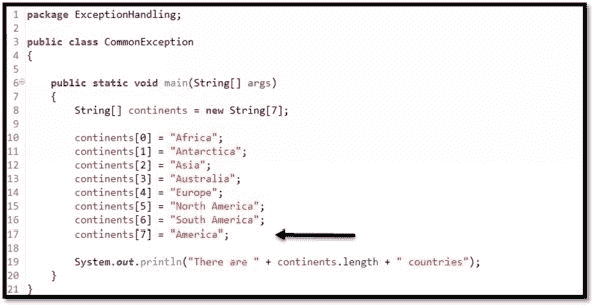 1 package ExceptionHandling;
2
3 public class CommonException
4 {
5
6 public static void main(String[] args)
7 {
8 String[] continents = new String[7];
9
10 continents[0] = "Africa";
11 continents[1] = "Antarctica";
12 continents[2] = "Asia";
13 continents[3] = "Australia";
14 continents[4] = "Europe";
15 continents[5] = "North America";
16 continents[6] = "South America";
17 continents[7] = "America";
18
19 System.out.println("There are " + continents.length + " countries");
20 }
21 }